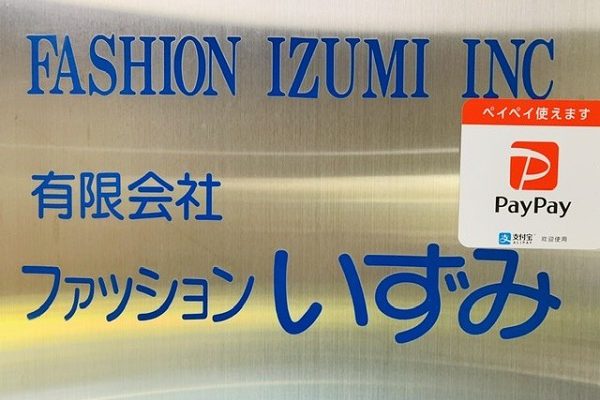 FASHION IZUMI INC
ペイペイ使えます
PayPay
支付宝 欢迎使用
ALIPAY
有限会社
ファッション いずみ